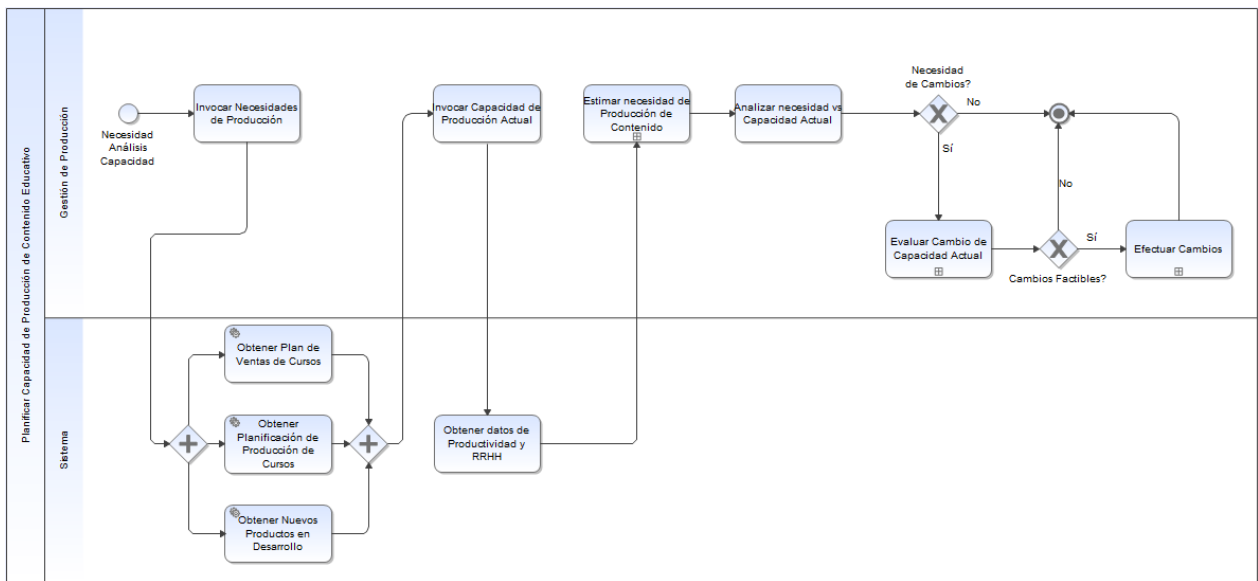 Planificar Capacidad de Producción de Contenido Educativo
Gestión de Producción
Necesidad
Análisis
Capacidad
Invocar Necesidades
de Producción
Invocar Capacidad de
Producción Actual
Estimar necesidad de
Producción de
Contenido
Analizar necesidad vs
Capacidad Actual
Necesidad
de Cambios?
No
Sí
Evaluar Cambio de
Capacidad Actual
No
Sí
Cambios Factibles?
Efectuar Cambios
Sistema
Obtener Plan de
Ventas de Cursos
Obtener
Planificación de
Producción de
Cursos
Obtener Nuevos
Productos en
Desarrollo
Obtener datos de
Productividad y
RRHH